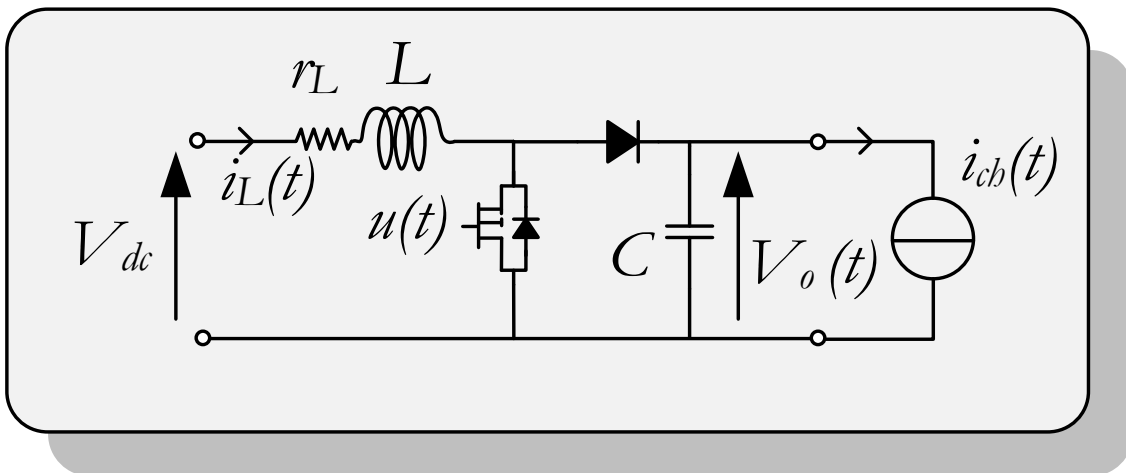 r_L
L
i_L(t)
i_ch(t)
u(t)
V_dc
C
V_o(t)